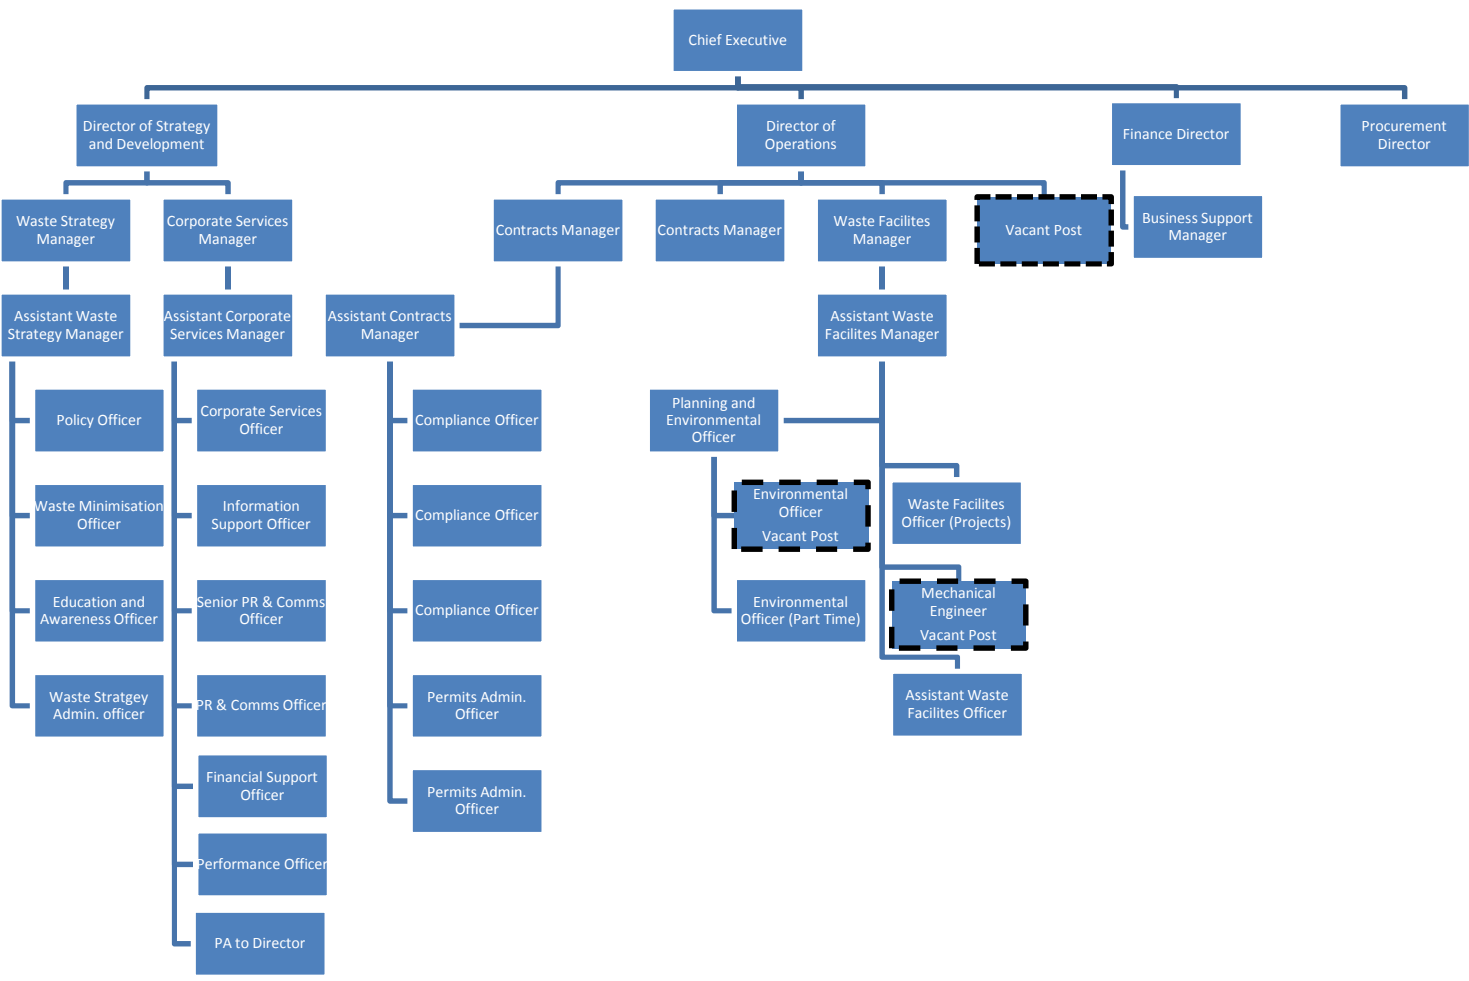 Chief Executive
Director of Strategy
and Development
Director of
Operations
Finance Director
Procurement
Director
Waste Strategy
Manager
Corporate Services
Manager
Contracts Manager
Contracts Manager
Waste Facilites
Manager
Vacant Post
Business Support
Manager
Assistant Waste
Strategy Manager
Assistant Corporate
Services Manager
Assistant Contracts
Manager
Assistant Waste
Facilites Manager
Policy Officer
Corporate Services
Officer
Compliance Officer
Planning and
Environmental
Officer
Waste Minimisation
Officer
Information
Support Officer
Compliance Officer
Environmental
Officer
Vacant Post
Waste Facilites
Officer (Projects)
Education and
Awareness Officer
Senior PR & Comms
Officer
Compliance Officer
Environmental
Officer (Part Time)
Mechanical
Engineer
Vacant Post
Waste Stratgey
Admin. officer
PR & Comms Officer
Permits Admin.
Officer
Assistant Waste
Facilites Officer
Financial Support
Officer
Permits Admin.
Officer
Performance Officer
PA to Director